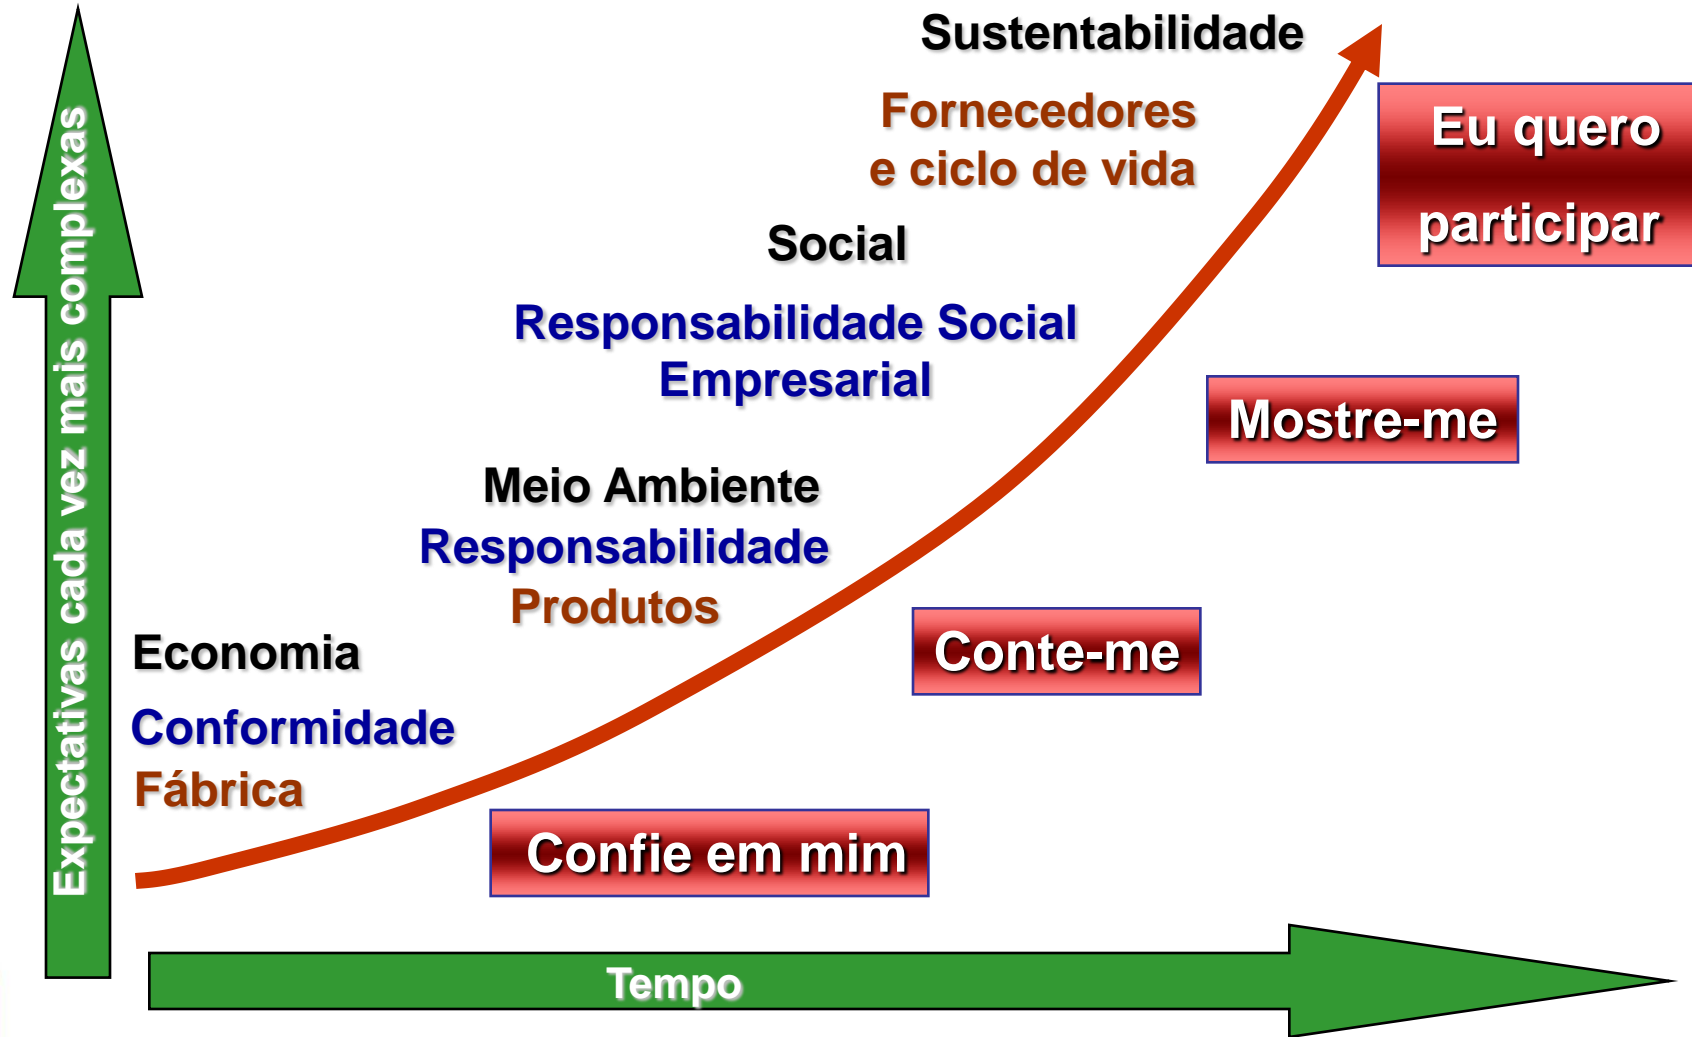 Sustentabilidade
Fornecedores
e ciclo de vida
Eu quero
participar
Social
Responsabilidade Social
Empresarial
Mostre-me
Meio Ambiente
Responsabilidade
Produtos
Conte-me
Economia
Conformidade
Fábrica
Confie em mim
Expectativas cada vez mais complexas
Tempo